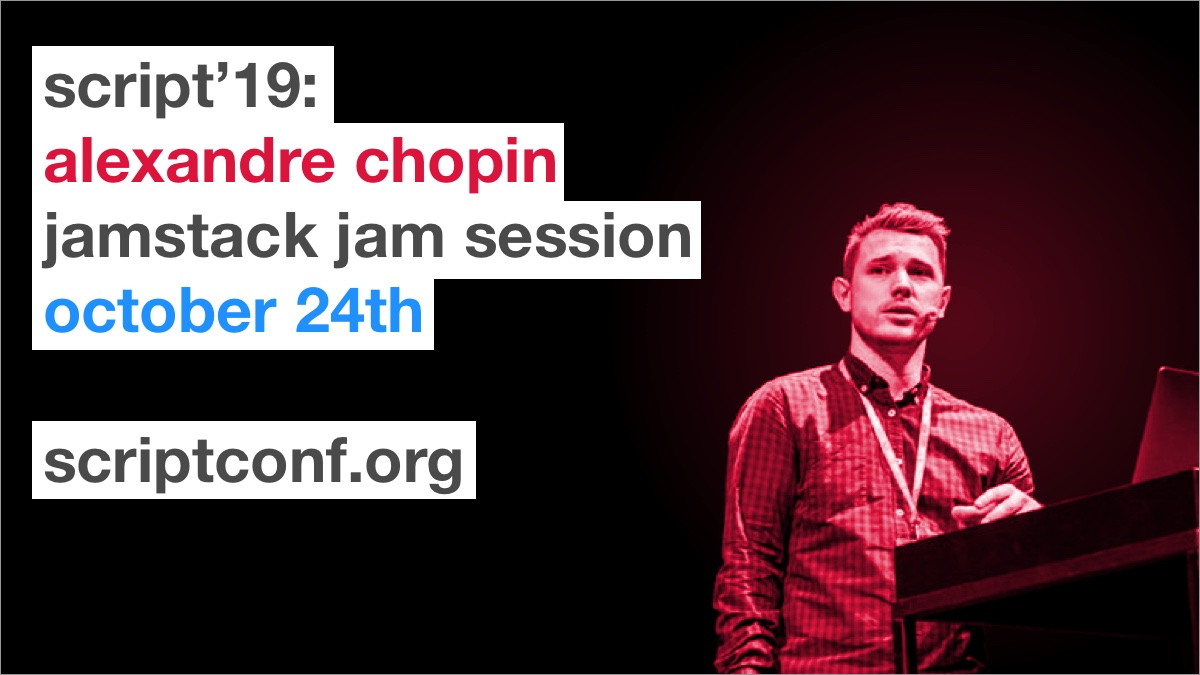 script’19:
alexandre chopin
jamstack jam session
october 24th
scriptconf.org